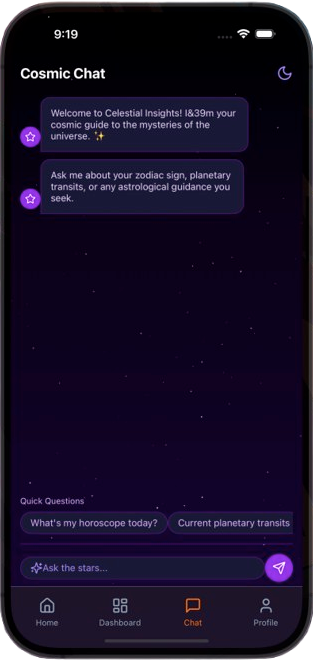 9:19
Cosmic Chat
Welcome to Celestial Insights! I&39m your
cosmic guide to the mysteries of the
universe. ✨
Ask me about your zodiac sign, planetary
transits, or any astrological guidance you
seek.
Quick Questions
What's my horoscope today?
Current planetary transits
Ask the stars...
Home
Dashboard
Chat
Profile